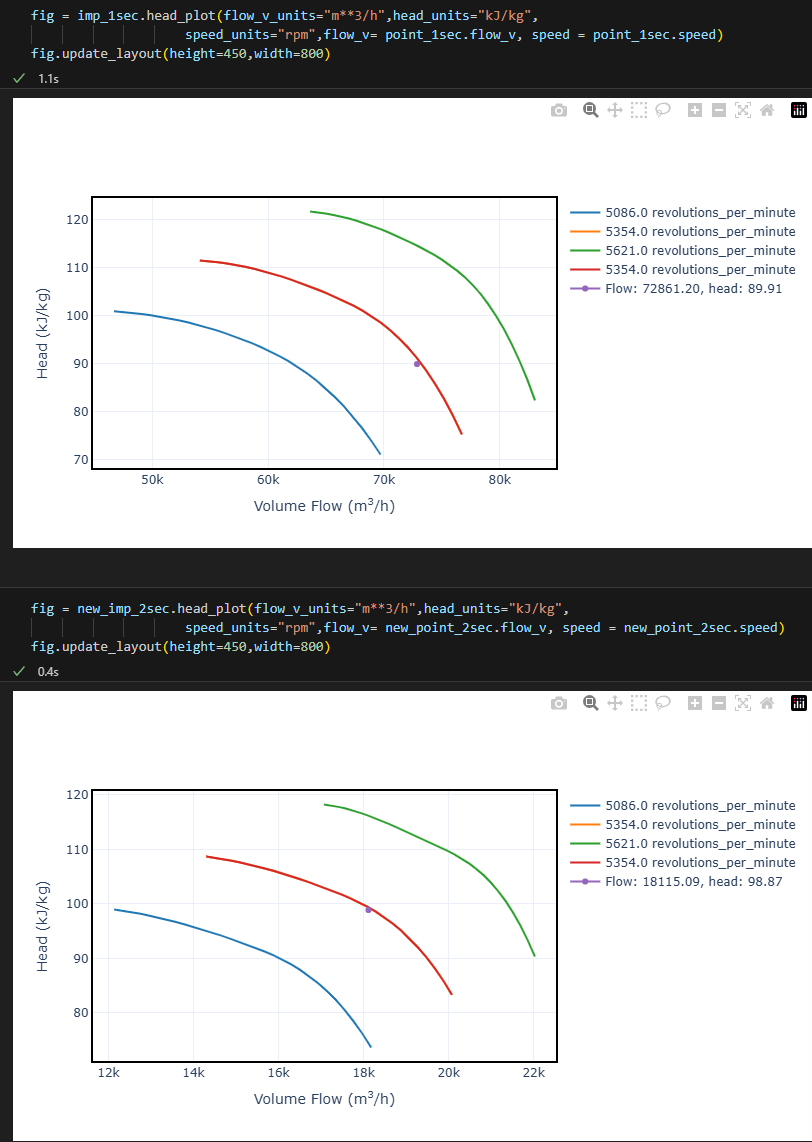 fig = imp_1sec.head_plot(flow_v_units="m**3/h",head_units="kJ/kg",
speed_units="rpm",flow_v= point_1sec.flow_v, speed = point_1sec.speed)
fig.update_layout(height=450,width=800)
1.1s
120
110
100
90
80
70
Head (kJ/kg)
50k
60k
70k
80k
Volume Flow (m³/h)
5086.0 revolutions_per_minute
5354.0 revolutions_per_minute
5621.0 revolutions_per_minute
5354.0 revolutions_per_minute
Flow: 72861.20, head: 89.91
fig = new_imp_2sec.head_plot(flow_v_units="m**3/h",head_units="kJ/kg",
speed_units="rpm",flow_v= new_point_2sec.flow_v, speed = new_point_2sec.speed)
fig.update_layout(height=450,width=800)
0.4s
120
110
100
90
80
Head (kJ/kg)
12k
14k
16k
18k
20k
22k
Volume Flow (m³/h)
5086.0 revolutions_per_minute
5354.0 revolutions_per_minute
5621.0 revolutions_per_minute
5354.0 revolutions_per_minute
Flow: 18115.09, head: 98.87